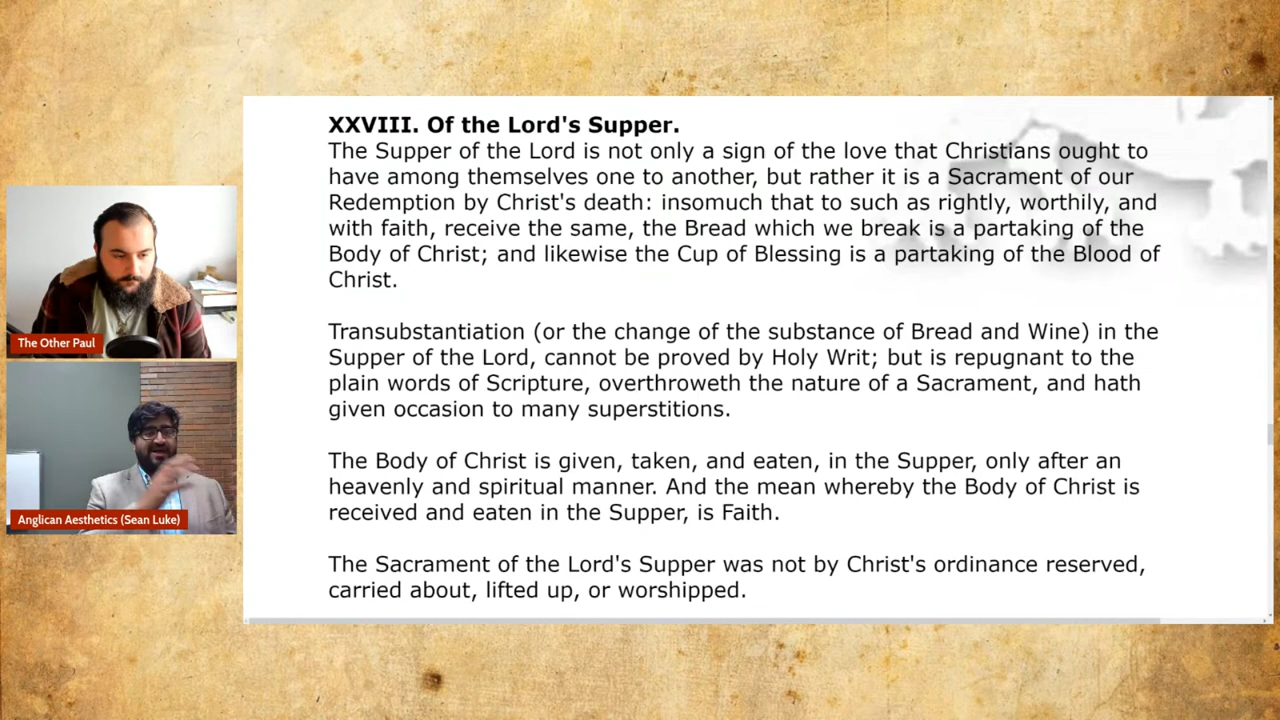 XXVIII. Of the Lord's Supper.
The Supper of the Lord is not only a sign of the love that Christians ought to
have among themselves one to another, but rather it is a Sacrament of our
Redemption by Christ's death: insomuch that to such as rightly, worthily, and
with faith, receive the same, the Bread which we break is a partaking of the
Body of Christ; and likewise the Cup of Blessing is a partaking of the Blood of
Christ.
Transubstantiation (or the change of the substance of Bread and Wine) in the
Supper of the Lord, cannot be proved by Holy Writ; but is repugnant to the
plain words of Scripture, overthroweth the nature of a Sacrament, and hath
given occasion to many superstitions.
The Body of Christ is given, taken, and eaten, in the Supper, only after an
heavenly and spiritual manner. And the mean whereby the Body of Christ is
received and eaten in the Supper, is Faith.
The Sacrament of the Lord's Supper was not by Christ's ordinance reserved,
carried about, lifted up, or worshipped.
The Other Paul
Anglican Aesthetics (Sean Luke)